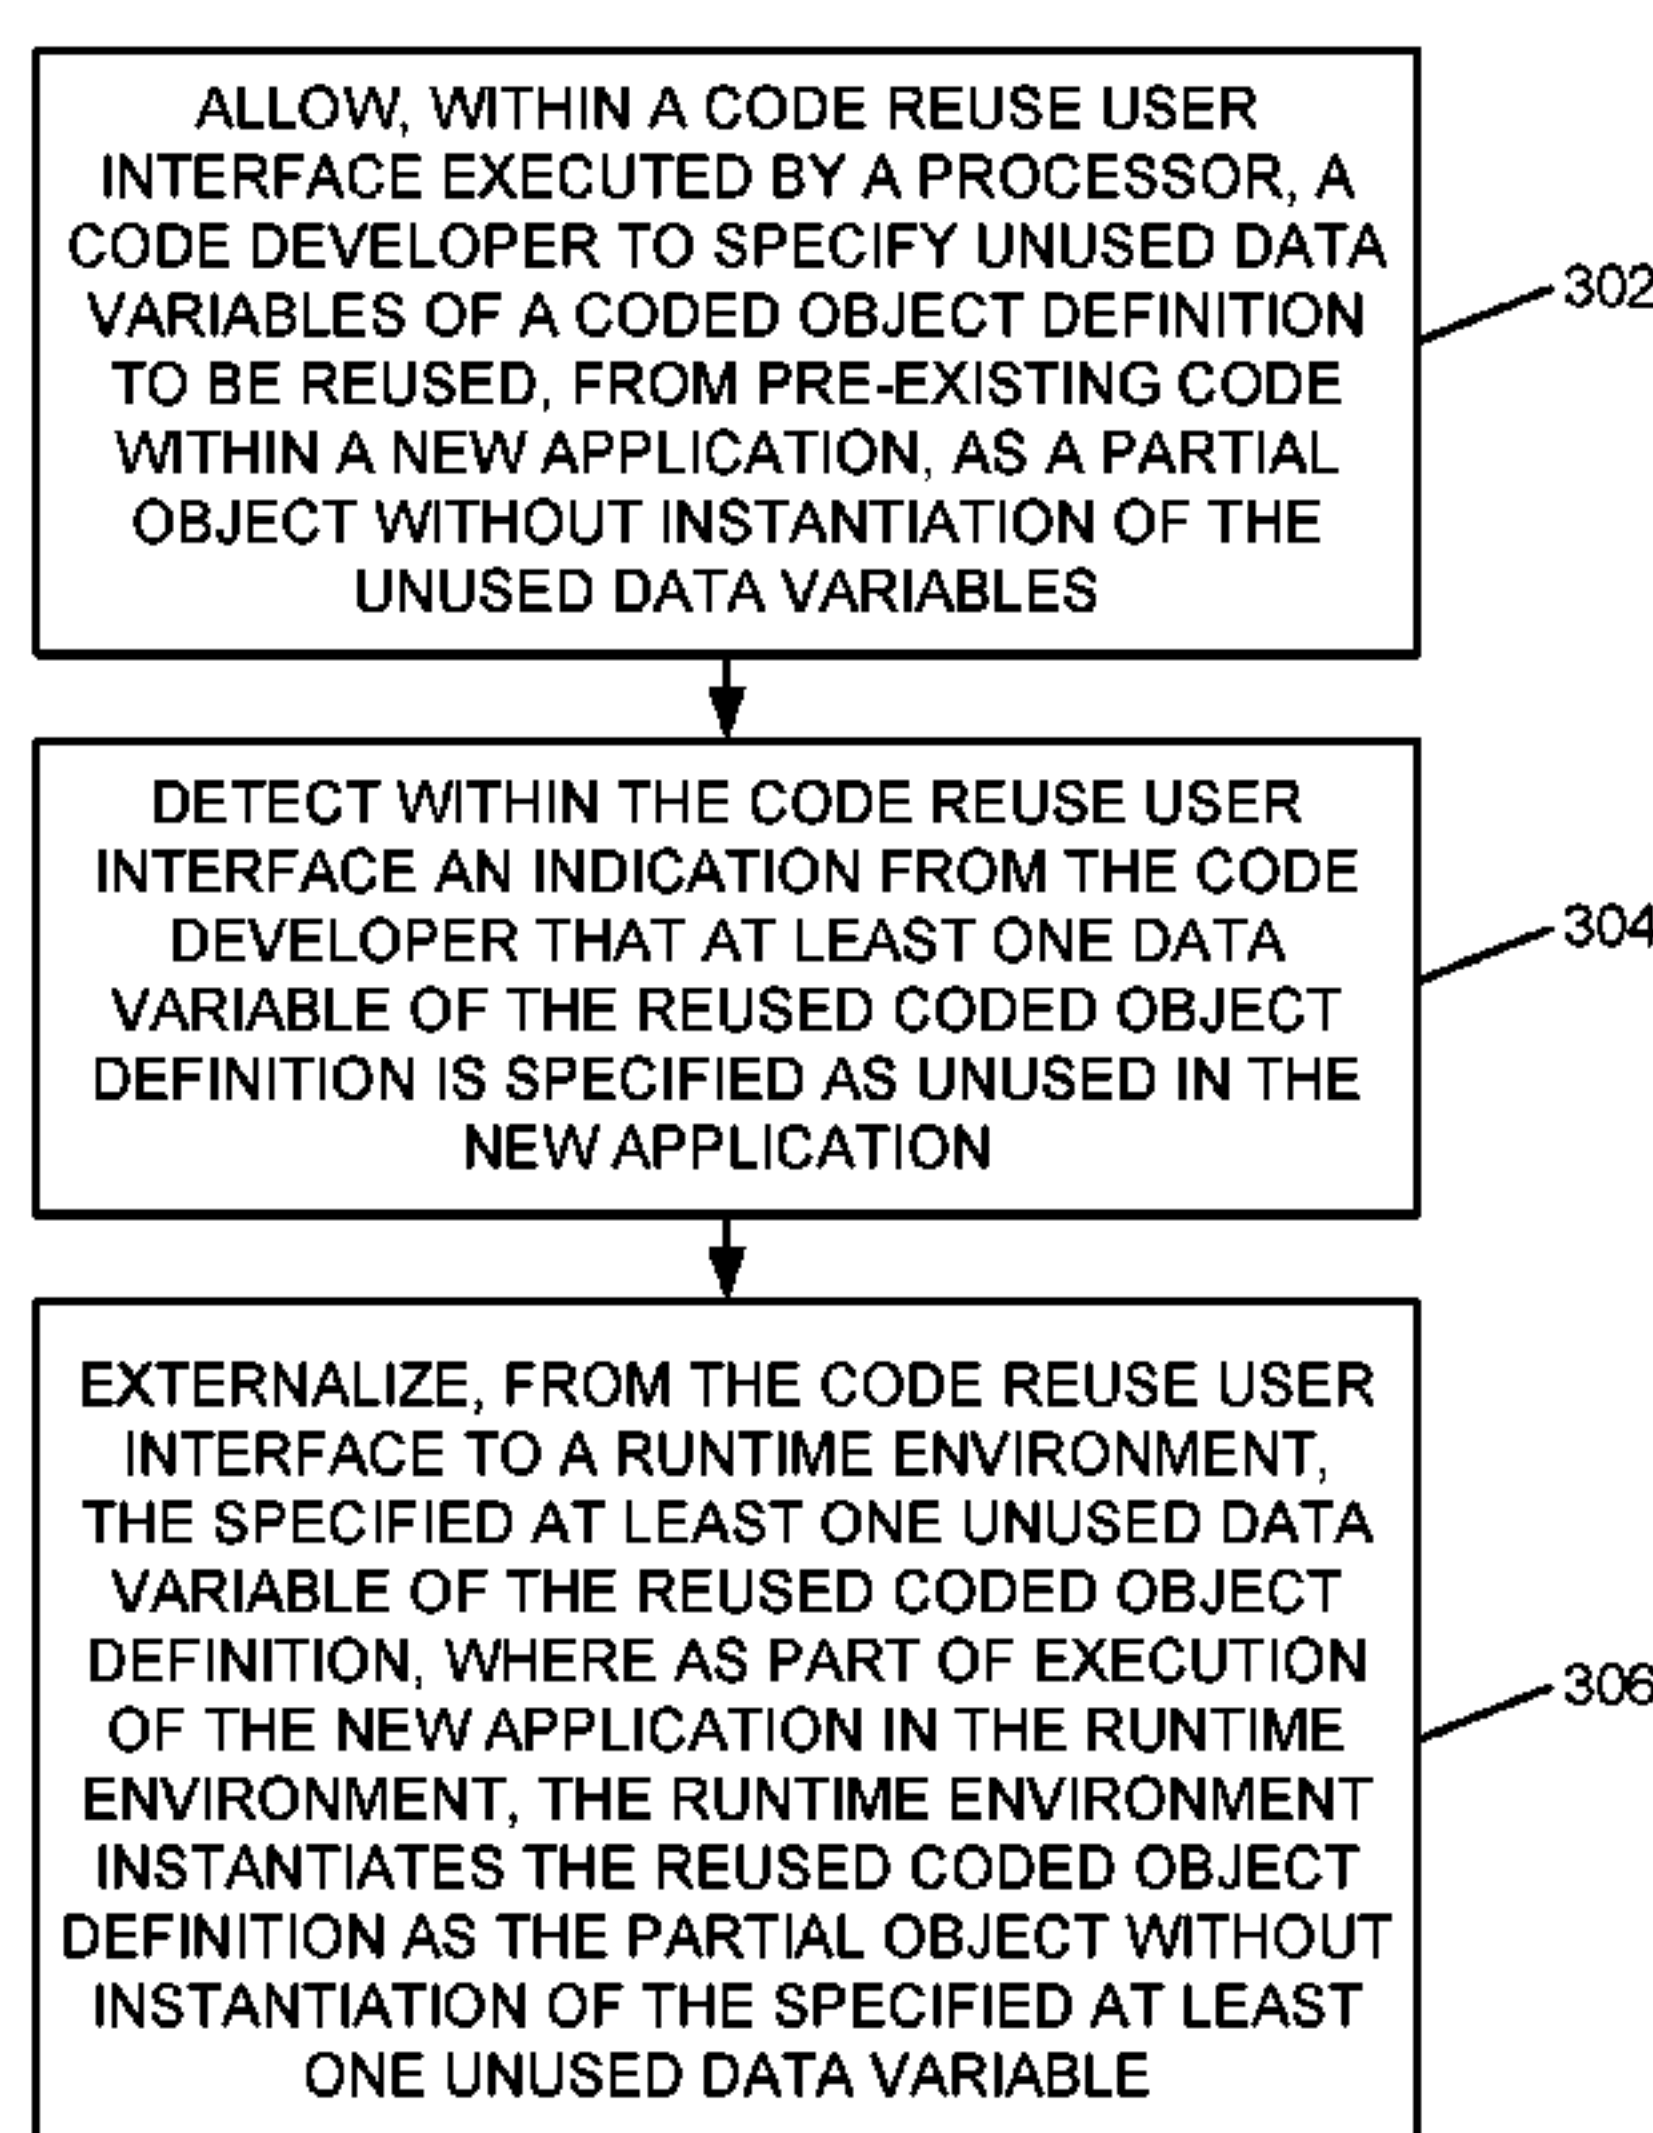 ALLOW, WITHIN A CODE REUSE USER
INTERFACE EXECUTED BY A PROCESSOR, A
CODE DEVELOPER TO SPECIFY UNUSED DATA
VARIABLES OF A CODED OBJECT DEFINITION
TO BE REUSED, FROM PRE-EXISTING CODE
WITHIN A NEW APPLICATION, AS A PARTIAL
OBJECT WITHOUT INSTANTIATION OF THE
UNUSED DATA VARIABLES
302
DETECT WITHIN THE CODE REUSE USER
INTERFACE AN INDICATION FROM THE CODE
DEVELOPER THAT AT LEAST ONE DATA
VARIABLE OF THE REUSED CODED OBJECT
DEFINITION IS SPECIFIED AS UNUSED IN THE
NEW APPLICATION
304
EXTERNALIZE, FROM THE CODE REUSE USER
INTERFACE TO A RUNTIME ENVIRONMENT,
THE SPECIFIED AT LEAST ONE UNUSED DATA
VARIABLE OF THE REUSED CODED OBJECT
DEFINITION, WHERE AS PART OF EXECUTION
OF THE NEW APPLICATION IN THE RUNTIME
ENVIRONMENT, THE RUNTIME ENVIRONMENT
INSTANTIATES THE REUSED CODED OBJECT
DEFINITION AS THE PARTIAL OBJECT WITHOUT
INSTANTIATION OF THE SPECIFIED AT LEAST
ONE UNUSED DATA VARIABLE
306